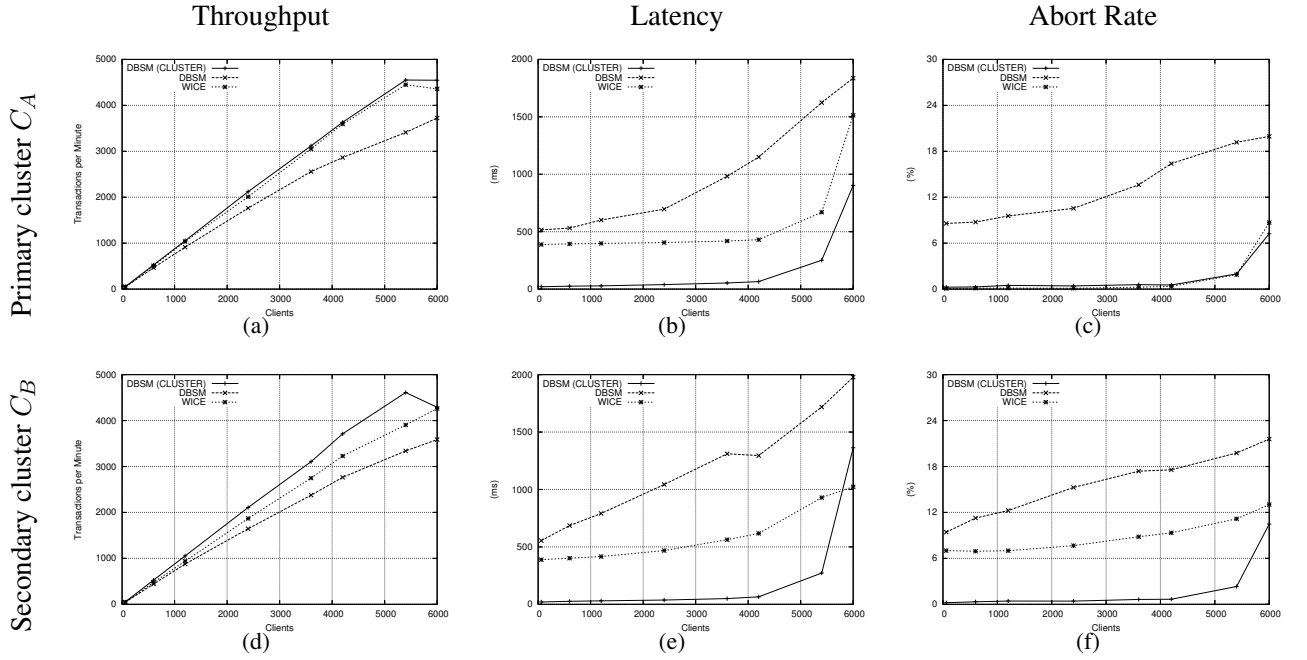 Throughput
Latency
Abort Rate
Primary cluster C_A
5000
4000
3000
2000
1000
0
Transactions per Minute
DBSM (CLUSTER)
DBSM
WICE
0 1000 2000 3000 4000 5000 6000
Clients
(a)
2000
1500
1000
500
0
(ms)
DBSM (CLUSTER)
DBSM
WICE
0 1000 2000 3000 4000 5000 6000
Clients
(b)
30
24
18
12
6
0
(%)
DBSM (CLUSTER)
DBSM
WICE
0 1000 2000 3000 4000 5000 6000
Clients
(c)
Secondary cluster C_B
5000
4000
3000
2000
1000
0
Transactions per Minute
DBSM (CLUSTER)
DBSM
WICE
0 1000 2000 3000 4000 5000 6000
Clients
(d)
2000
1500
1000
500
0
(ms)
DBSM (CLUSTER)
DBSM
WICE
0 1000 2000 3000 4000 5000 6000
Clients
(e)
30
24
18
12
6
0
(%)
DBSM (CLUSTER)
DBSM
WICE
0 1000 2000 3000 4000 5000 6000
Clients
(f)